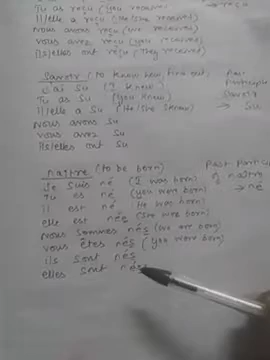 Tu as reçu (you received) → reçu
Il/elle a reçu (He/she received)
nous avons reçu (we received)
vous avez reçu (you received)
ils/elles ont reçu (They received)
Savoir (to know how, find out) Past Participle
J'ai su (I knew) Savoir
Tu as su (you knew) → su
Il/elle a su (He/she knew)
nous avons su
vous avez su
ils/elles ont su
naître (to be born) Past Participle of naître
Je suis né (I was born) → né
Tu es né (you were born)
Il est né (He was born)
elle est née (she were born)
nous sommes nés (we are born)
vous êtes nés (you were born)
ils sont nés
elles sont